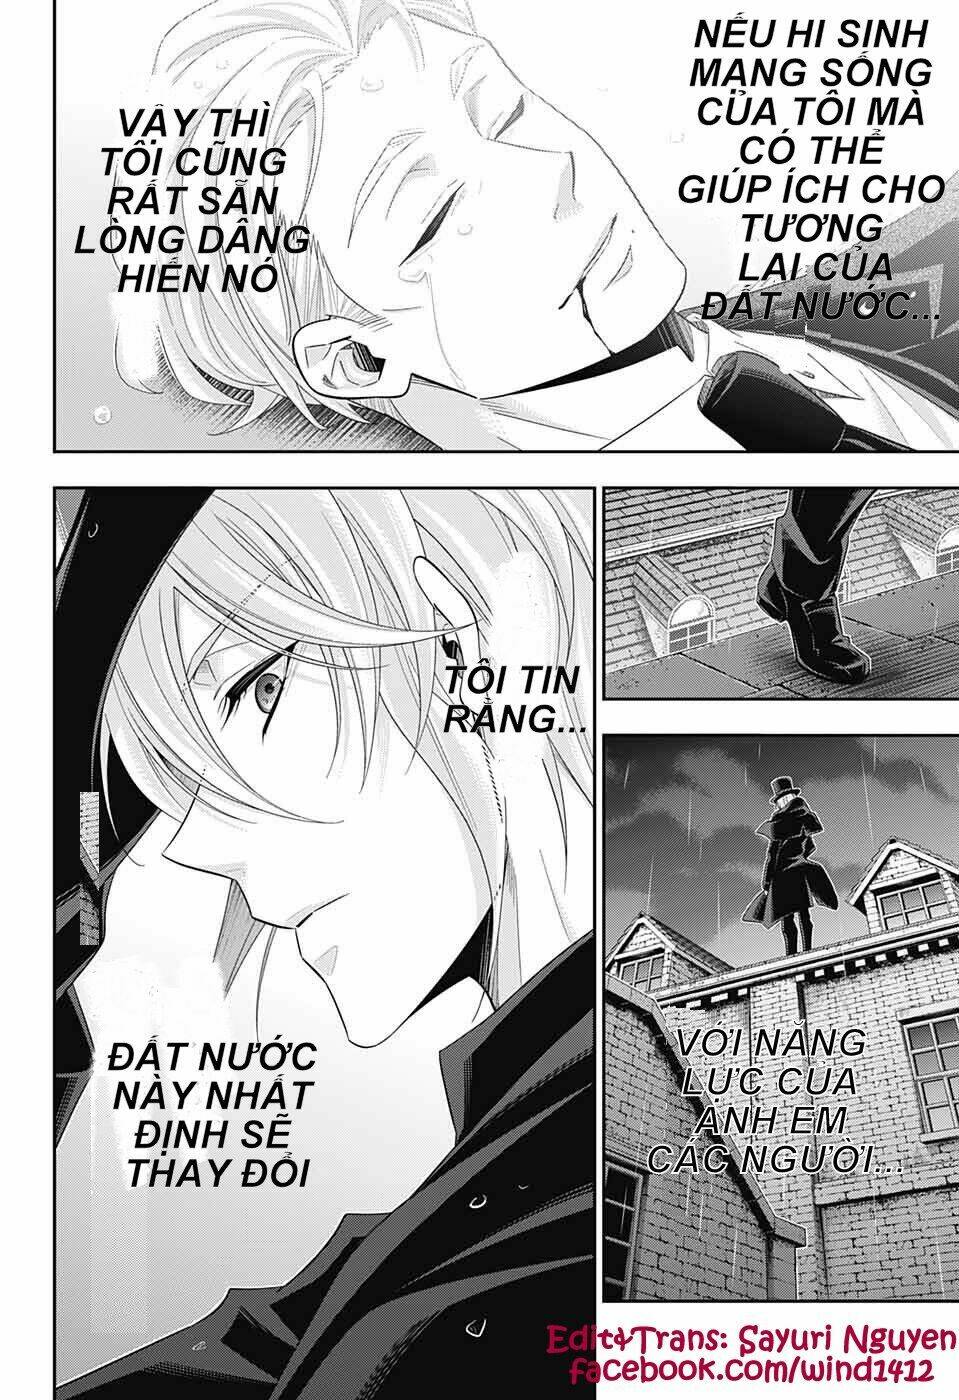 NẾU HI SINH
MẠNG SỐNG
CỦA TÔI MÀ
CÓ THỂ
GIÚP ÍCH CHO
TƯƠNG
LAI CỦA
ĐẤT NƯỚC...
VẬY THÌ
TÔI CŨNG
RẤT SẴN
LÒNG DÂNG
HIẾN NÓ
TÔI TIN
RẰNG...
VỚI NĂNG
LỰC CỦA
ANH EM
CÁC NGƯỜI...
ĐẤT NƯỚC
NÀY NHẤT
ĐỊNH SẼ
THAY ĐỔI
Edit&Trans: Sayuri Nguyen
facebook.com/wind1412